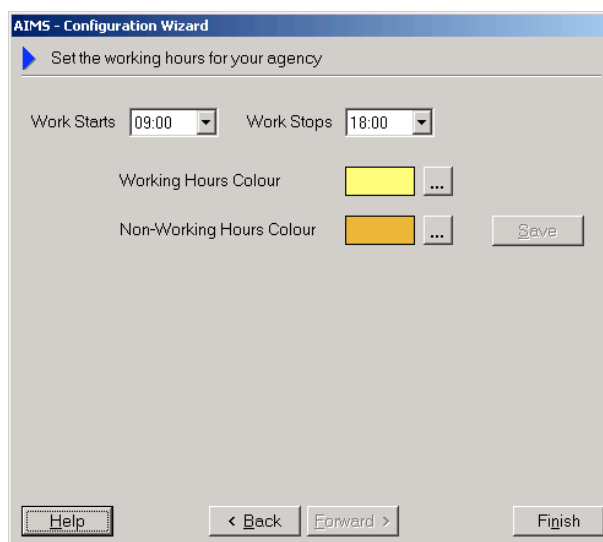 AIMS - Configuration Wizard
Set the working hours for your agency
Work Starts 09:00 Work Stops 18:00
Working Hours Colour ...
Non-Working Hours Colour ... Save
Help < Back Forward > Finish